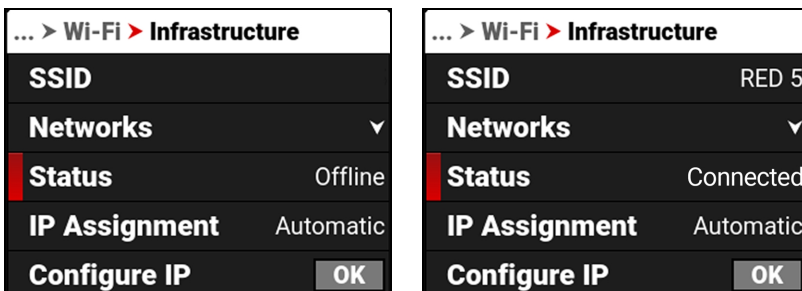 ... > Wi-Fi > Infrastructure
SSID
Networks
Status Offline
IP Assignment Automatic
Configure IP OK
... > Wi-Fi > Infrastructure
SSID RED 5
Networks
Status Connected
IP Assignment Automatic
Configure IP OK